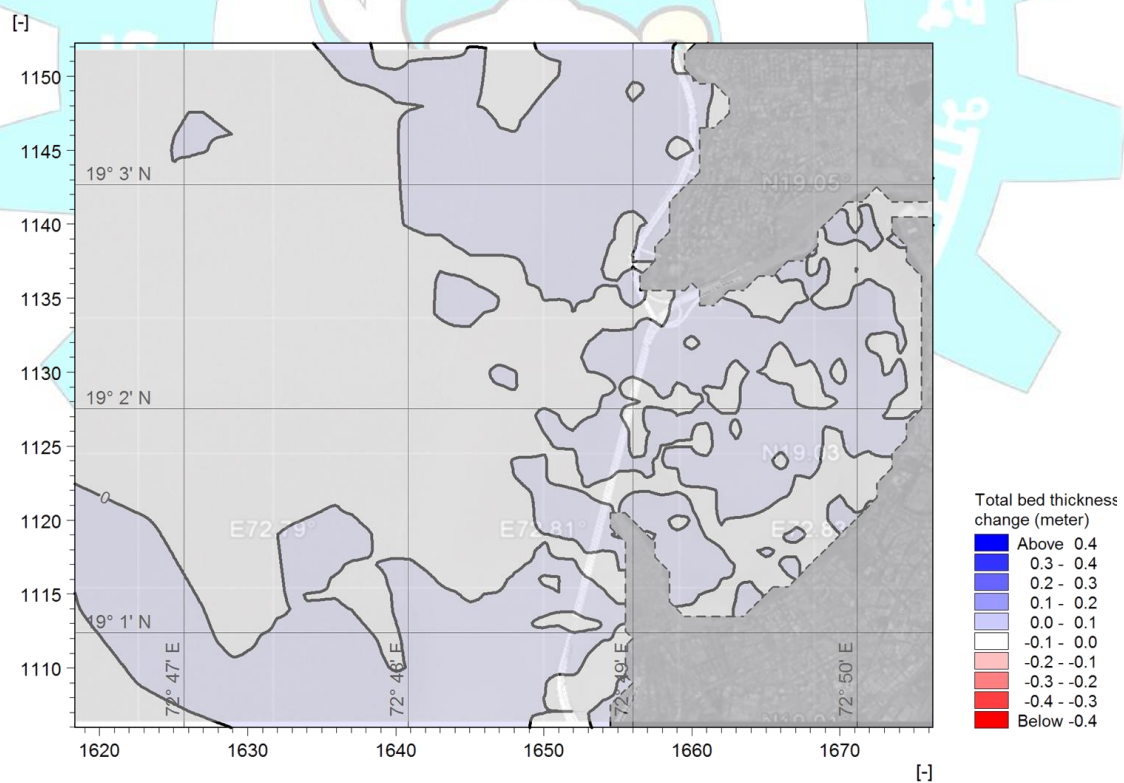 [-]
1150
1145
19° 3' N
N19.05°
1140
1135
1130
19° 2' N
1125
N19.03
0
1120
E72.79°
E72.81°
E72.83
1115
19° 1' N
1110
72° 47' E
72° 48' E
72° 49' E
72° 50' E
1620
1630
1640
1650
1660
1670
[-]
Total bed thickness
change (meter)
Above 0.4
0.3 - 0.4
0.2 - 0.3
0.1 - 0.2
0.0 - 0.1
-0.1 - 0.0
-0.2 - -0.1
-0.3 - -0.2
-0.4 - -0.3
Below -0.4